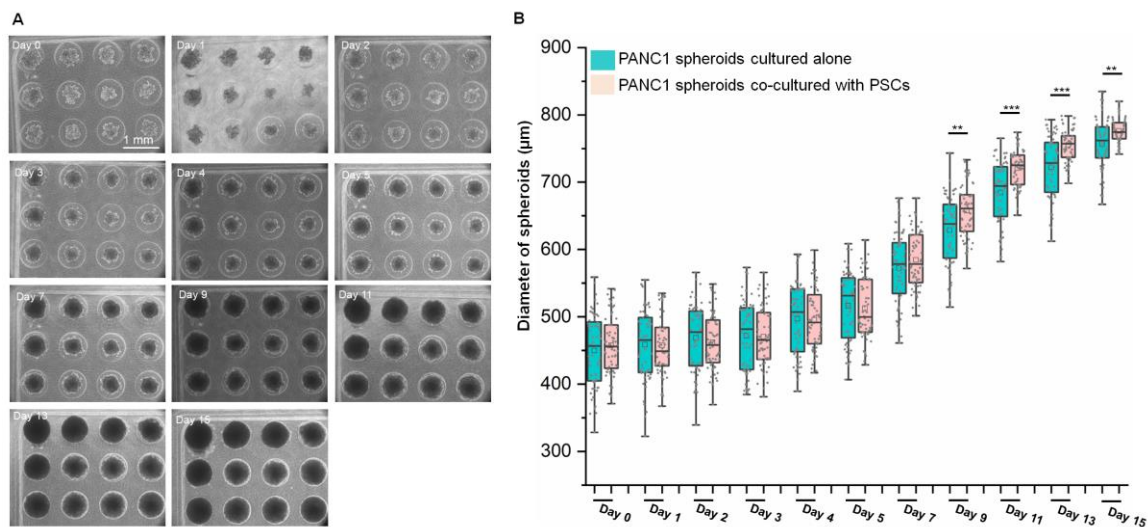 A
Day 0
Day 1
Day 2
1 mm
Day 3
Day 4
Day 5
Day 7
Day 9
Day 11
Day 13
Day 15
B
900
800
700
600
500
400
300
Diameter of spheroids (µm)
PANC1 spheroids cultured alone
PANC1 spheroids co-cultured with PSCs
**
***
***
**
Day 0
Day 1
Day 2
Day 3
Day 4
Day 5
Day 7
Day 9
Day 11
Day 13
Day 15